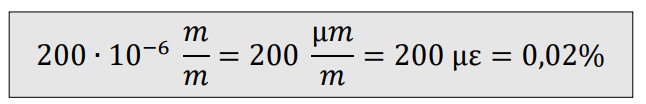 200 · 10⁻⁶ m/m = 200 µm/m = 200 µε = 0,02%